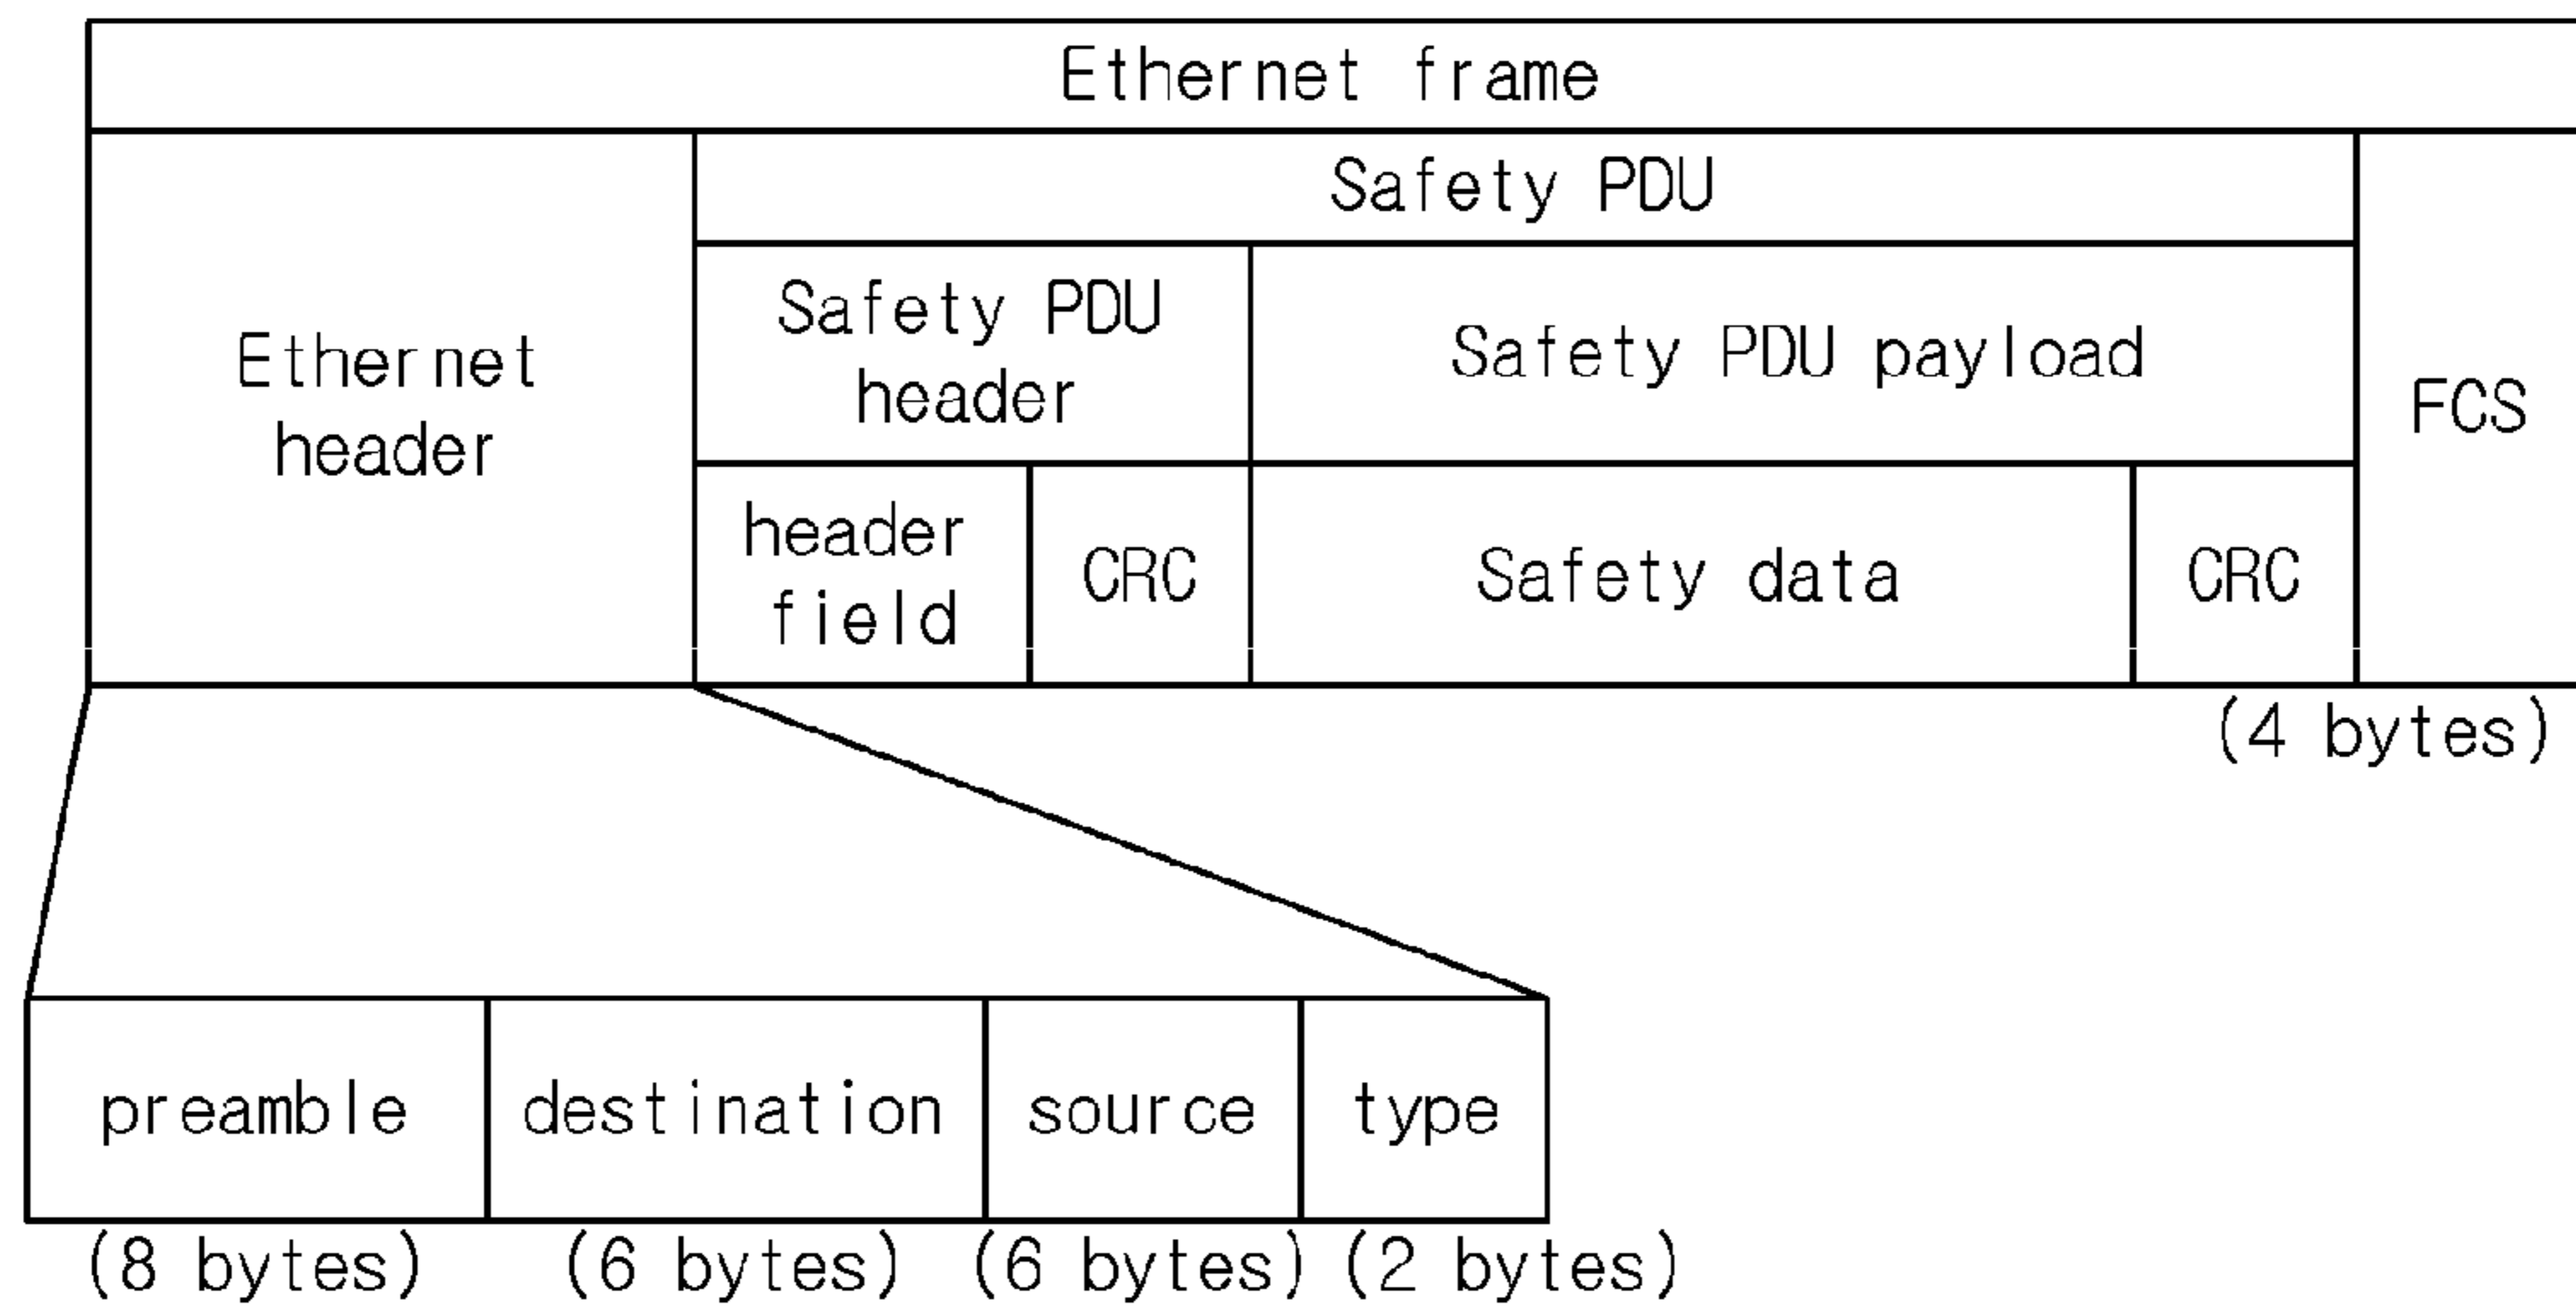 Ethernet frame
Safety PDU
Ethernet
header
Safety PDU
header
Safety PDU payload
FCS
header
field
CRC
Safety data
CRC
(4 bytes)
preamble
destination
source
type
(8 bytes)
(6 bytes)
(6 bytes)
(2 bytes)